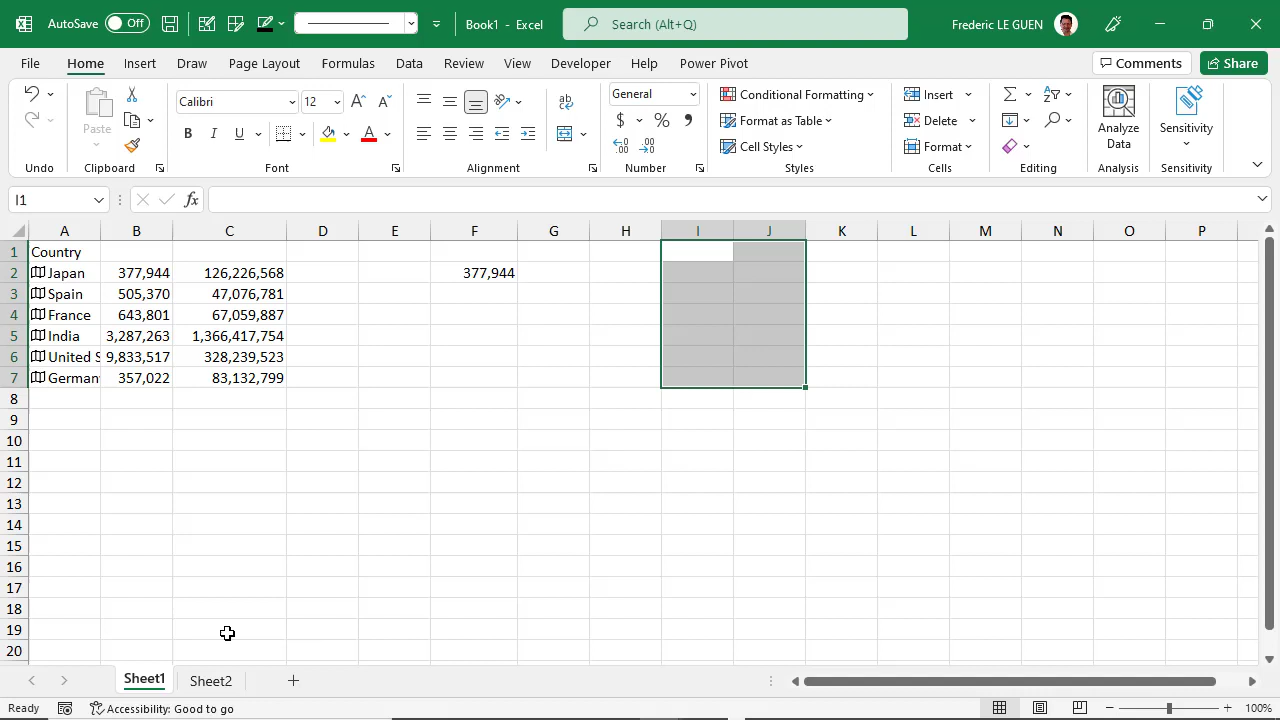 AutoSave Off Book1 - Excel Search (Alt+Q) Frederic LE GUEN
File Home Insert Draw Page Layout Formulas Data Review View Developer Help Power Pivot Comments Share
Calibri 12 General Conditional Formatting Insert
Paste B I U A $ % Format as Table Delete Analyze Data Sensitivity
Cell Styles Format
Undo Clipboard Font Alignment Number Styles Cells Editing Analysis Sensitivity
I1 fx
A B C D E F G H I J K L M N O P
1 Country
2 Japan 377,944 126,226,568 377,944
3 Spain 505,370 47,076,781
4 France 643,801 67,059,887
5 India 3,287,263 1,366,417,754
6 United S 9,833,517 328,239,523
7 German 357,022 83,132,799
8
9
10
11
12
13
14
15
16
17
18
19
20
Sheet1 Sheet2
Ready Accessibility: Good to go 100%